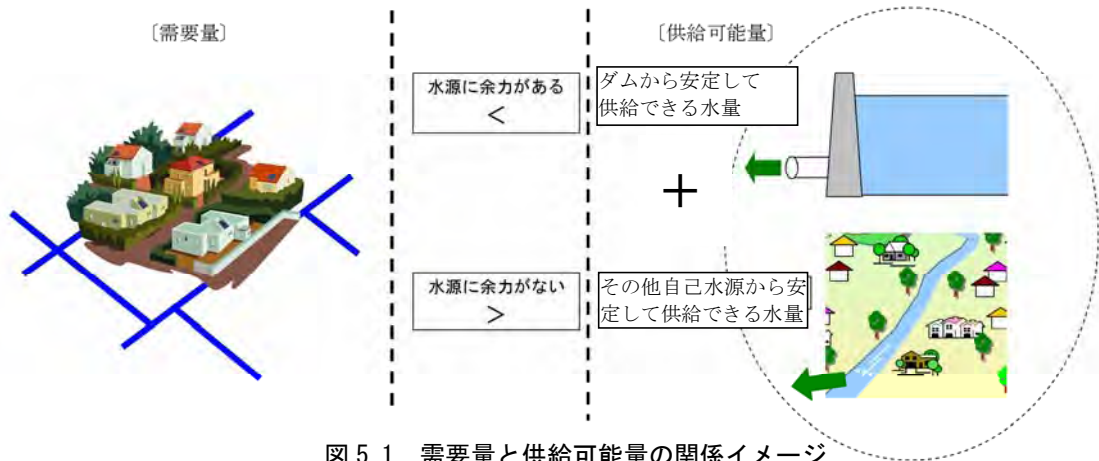 〔需要量〕
〔供給可能量〕
水源に余力がある
＜
ダムから安定して
供給できる水量
＋
水源に余力がない
＞
その他自己水源から安
定して供給できる水量
図 5.1 需要量と供給可能量の関係イメージ